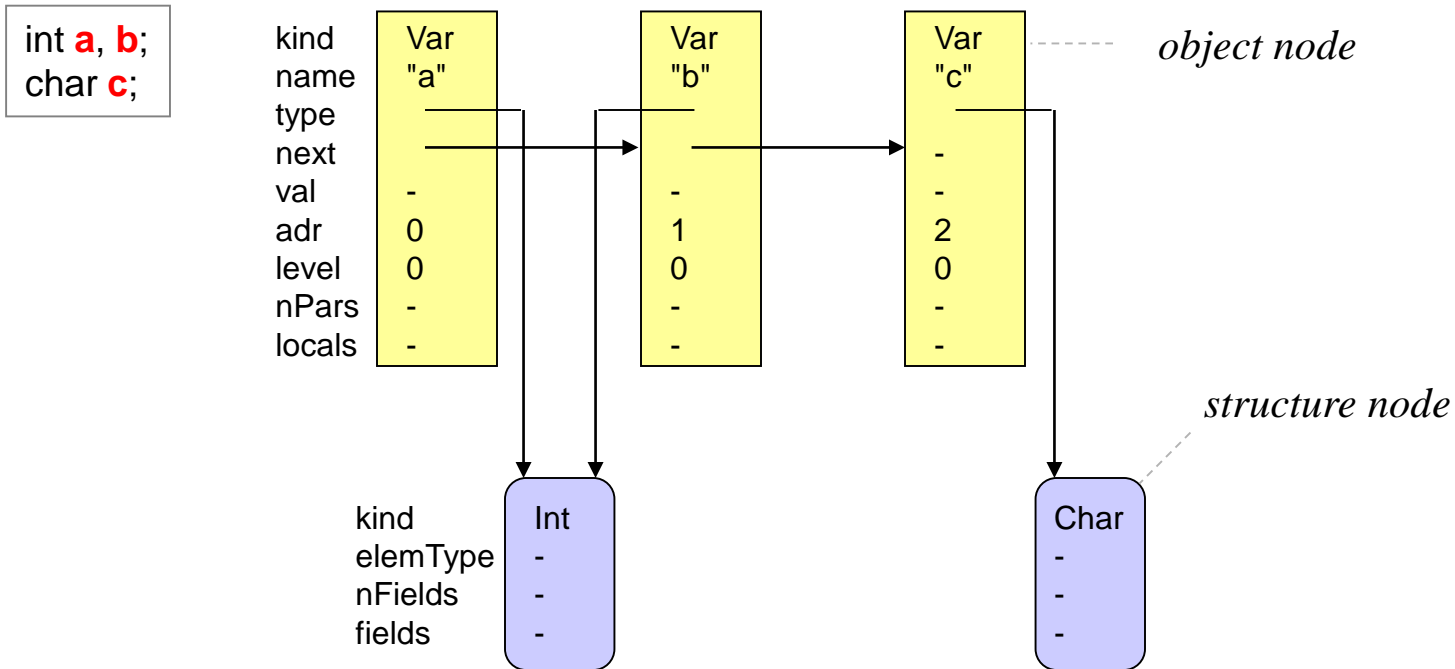 int a, b;
char c;
kind Var Var Var
name "a" "b" "c"
type
next -
val - - -
adr 0 1 2
level 0 0 0
nPars - - -
locals - - -
object node
structure node
kind Int Char
elemType - -
nFields - -
fields - -